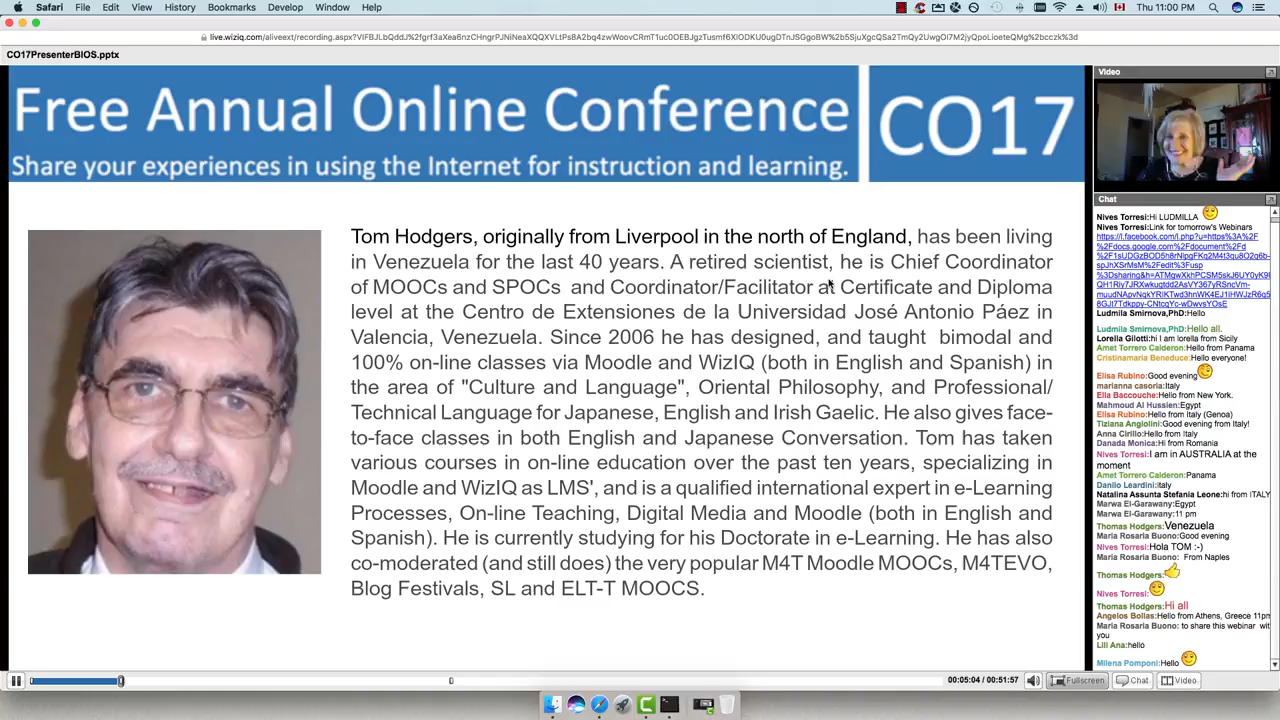 Safari File Edit View History Bookmarks Develop Window Help Thu 11:00 PM
CO17PresenterBIOS.pptx
Free Annual Online Conference
CO17
Share your experiences in using the Internet for instruction and learning.
Tom Hodgers, originally from Liverpool in the north of England, has been living
in Venezuela for the last 40 years. A retired scientist, he is Chief Coordinator
of MOOCs and SPOCs and Coordinator/Facilitator at Certificate and Diploma
level at the Centro de Extensiones de la Universidad José Antonio Páez in
Valencia, Venezuela. Since 2006 he has designed, and taught bimodal and
100% on-line classes via Moodle and WizIQ (both in English and Spanish) in
the area of "Culture and Language", Oriental Philosophy, and Professional/
Technical Language for Japanese, English and Irish Gaelic. He also gives face-
to-face classes in both English and Japanese Conversation. Tom has taken
various courses in on-line education over the past ten years, specializing in
Moodle and WizIQ as LMS', and is a qualified international expert in e-Learning
Processes, On-line Teaching, Digital Media and Moodle (both in English and
Spanish). He is currently studying for his Doctorate in e-Learning. He has also
co-moderated (and still does) the very popular M4T Moodle MOOCs, M4TEVO,
Blog Festivals, SL and ELT-T MOOCS.
Video
Chat
Nives Torresi:Hi LUDMILLA
Nives Torresi:Link for tomorrow's Webinars
Ludmila Smirnova,PhD:Hello
Ludmila Smirnova,PhD:Hello all.
Lorella Gilotti:hi I am lorella from Sicily
Amet Torrero Calderon:Hello from Panama
Cristinamaria Beneduce:Hello everyone!
Elisa Rubino:Good evening
marianna casoria:Italy
Ella Baccouche:Hello from New York.
Mahmoud Al Hussien:Egypt
Elisa Rubino:Hello from Italy (Genoa)
Tiziana Angiolini:Good evening from Italy!
Anna Cirillo:Hello from Italy
Danada Monica:Hi from Romania
Nives Torresi:I am in AUSTRALIA at the
moment
Amet Torrero Calderon:Panama
Danilo Leardini:italy
Natalina Assunta Stefania Leone:hi from ITALY
Marwa El-Garawany:Egypt
Marwa El-Garawany:11 pm
Thomas Hodgers:Venezuela
Maria Rosaria Buono:Good evening
Nives Torresi:Hola TOM :-)
Maria Rosaria Buono: From Naples
Thomas Hodgers:
Nives Torresi:
Thomas Hodgers:Hi all
Angelos Bollas:Hello from Athens, Greece 11pm
Maria Rosaria Buono: to share this webinar wit
you
Lili Ana:hello
Milena Pomponi:Hello
00:05:04 / 00:51:57 Fullscreen Chat Video